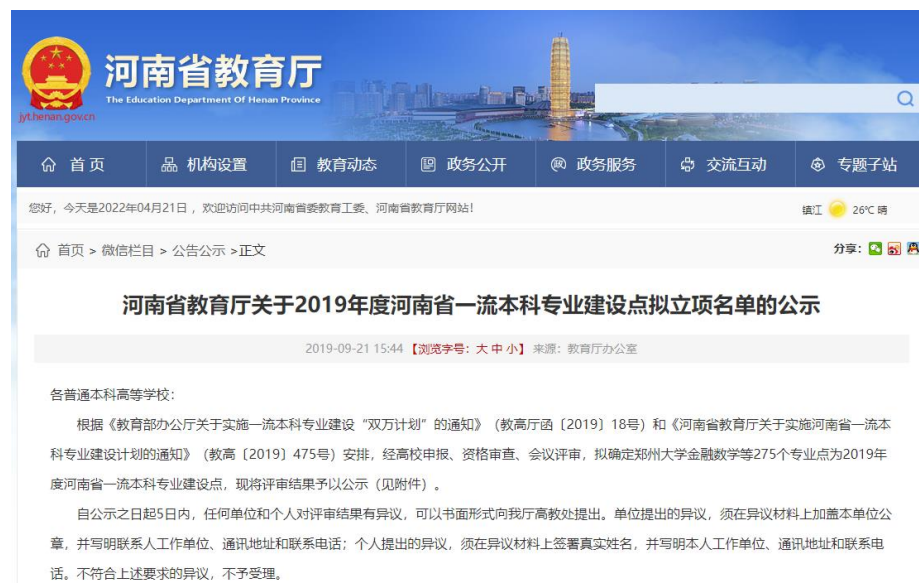 河南省教育厅
The Education Department Of Henan Province
jyt.henan.gov.cn
首页 机构设置 教育动态 政务公开 政务服务 交流互动 专题子站
您好，今天是2022年04月21日，欢迎访问中共河南省委教育工委、河南省教育厅网站！ 镇江 26℃ 晴
首页 > 微信栏目 > 公告公示 >正文 分享：
河南省教育厅关于2019年度河南省一流本科专业建设点拟立项名单的公示
2019-09-21 15:44 【浏览字号：大 中 小】 来源：教育厅办公室
各普通本科高等学校：
根据《教育部办公厅关于实施一流本科专业建设“双万计划”的通知》（教高厅函〔2019〕18号）和《河南省教育厅关于实施河南省一流本
科专业建设计划的通知》（教高〔2019〕475号）安排，经高校申报、资格审查、会议评审，拟确定郑州大学金融数学等275个专业点为2019年
度河南省一流本科专业建设点，现将评审结果予以公示（见附件）。
自公示之日起5日内，任何单位和个人对评审结果有异议，可以书面形式向我厅高教处提出。单位提出的异议，须在异议材料上加盖本单位公
章，并写明联系人工作单位、通讯地址和联系电话；个人提出的异议，须在异议材料上签署真实姓名，并写明本人工作单位、通讯地址和联系电
话。不符合上述要求的异议，不予受理。